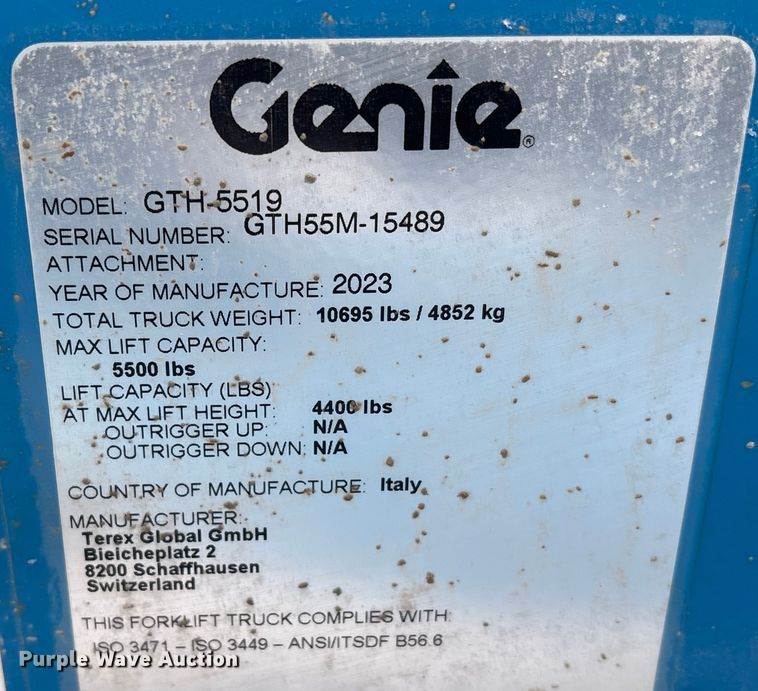 Genie®
MODEL: GTH-5519
SERIAL NUMBER: GTH55M-15489
ATTACHMENT:
YEAR OF MANUFACTURE: 2023
TOTAL TRUCK WEIGHT: 10695 lbs / 4852 kg
MAX LIFT CAPACITY:
5500 lbs
LIFT CAPACITY (LBS)
AT MAX LIFT HEIGHT: 4400 lbs
OUTRIGGER UP: N/A
OUTRIGGER DOWN: N/A
COUNTRY OF MANUFACTURE: Italy
MANUFACTURER:
Terex Global GmbH
Bleicheplatz 2
8200 Schaffhausen
Switzerland
THIS FORKLIFT TRUCK COMPLIES WITH:
ISO 3471 – ISO 3449 – ANSI/ITSDF B56.6
Purple Wave Auction